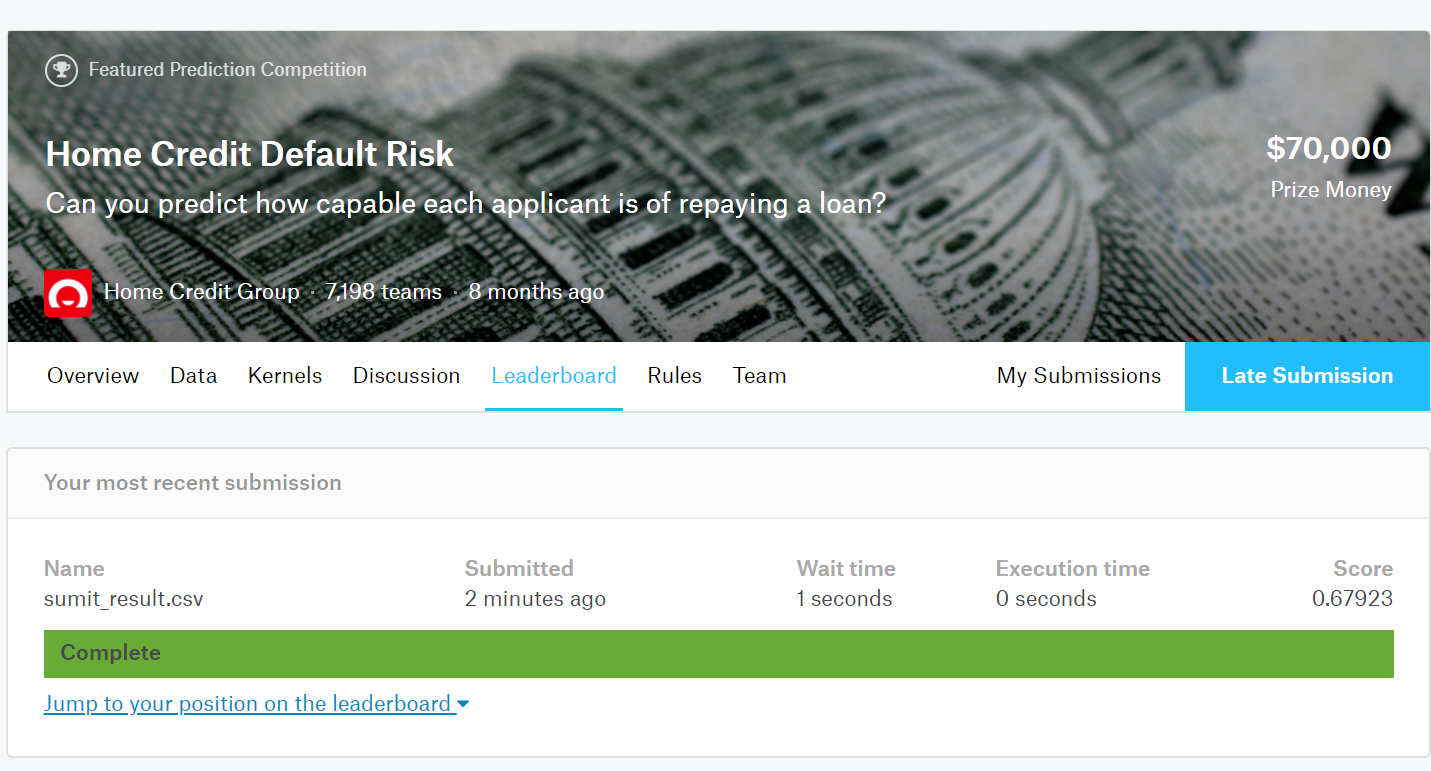 Featured Prediction Competition
Home Credit Default Risk
$70,000
Can you predict how capable each applicant is of repaying a loan?
Prize Money
Home Credit Group · 7,198 teams · 8 months ago
Overview Data Kernels Discussion Leaderboard Rules Team My Submissions Late Submission
Your most recent submission
Name Submitted Wait time Execution time Score
sumit_result.csv 2 minutes ago 1 seconds 0 seconds 0.67923
Complete
Jump to your position on the leaderboard